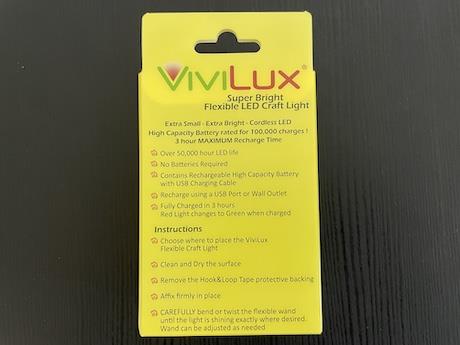 ViviLux®
Super Bright
Flexible LED Craft Light
Extra Small - Extra Bright - Cordless LED
High Capacity Battery rated for 100,000 charges !
3 hour MAXIMUM Recharge Time
Over 50,000 hour LED life
No Batteries Required
Contains Rechargeable High Capacity Battery
with USB Charging Cable
Recharge using a USB Port or Wall Outlet
Fully Charged in 3 hours
Red Light changes to Green when charged
Instructions
Choose where to place the ViviLux
Flexible Craft Light
Clean and Dry the surface
Remove the Hook&Loop Tape protective backing
Affix firmly in place
CAREFULLY bend or twist the flexible wand
until the light is shining exactly where desired.
Wand can be adjusted as needed